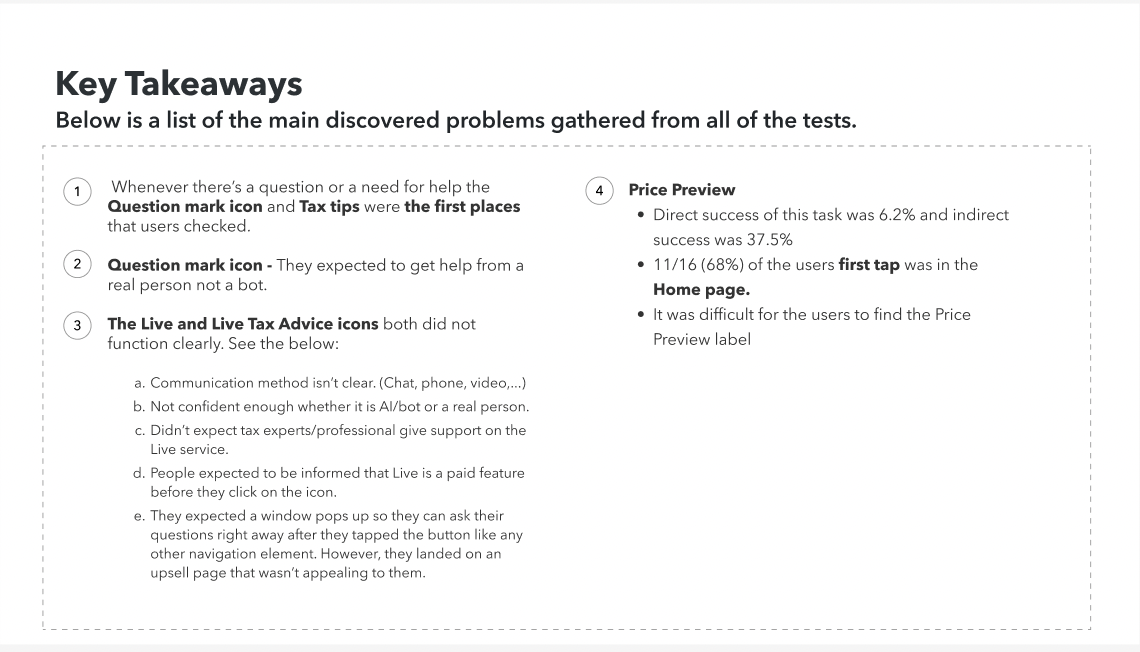 Key Takeaways
Below is a list of the main discovered problems gathered from all of the tests.
1
Whenever there's a question or a need for help the
Question mark icon and Tax tips were the first places
that users checked.
2
Question mark icon - They expected to get help from a
real person not a bot.
3
The Live and Live Tax Advice icons both did not
function clearly. See the below:
a. Communication method isn't clear. (Chat, phone, video,...)
b. Not confident enough whether it is AI/bot or a real person.
c. Didn't expect tax experts/professional give support on the
Live service.
d. People expected to be informed that Live is a paid feature
before they click on the icon.
e. They expected a window pops up so they can ask their
questions right away after they tapped the button like any
other navigation element. However, they landed on an
upsell page that wasn't appealing to them.
4
Price Preview
• Direct success of this task was 6.2% and indirect
success was 37.5%
• 11/16 (68%) of the users first tap was in the
Home page.
• It was difficult for the users to find the Price
Preview label